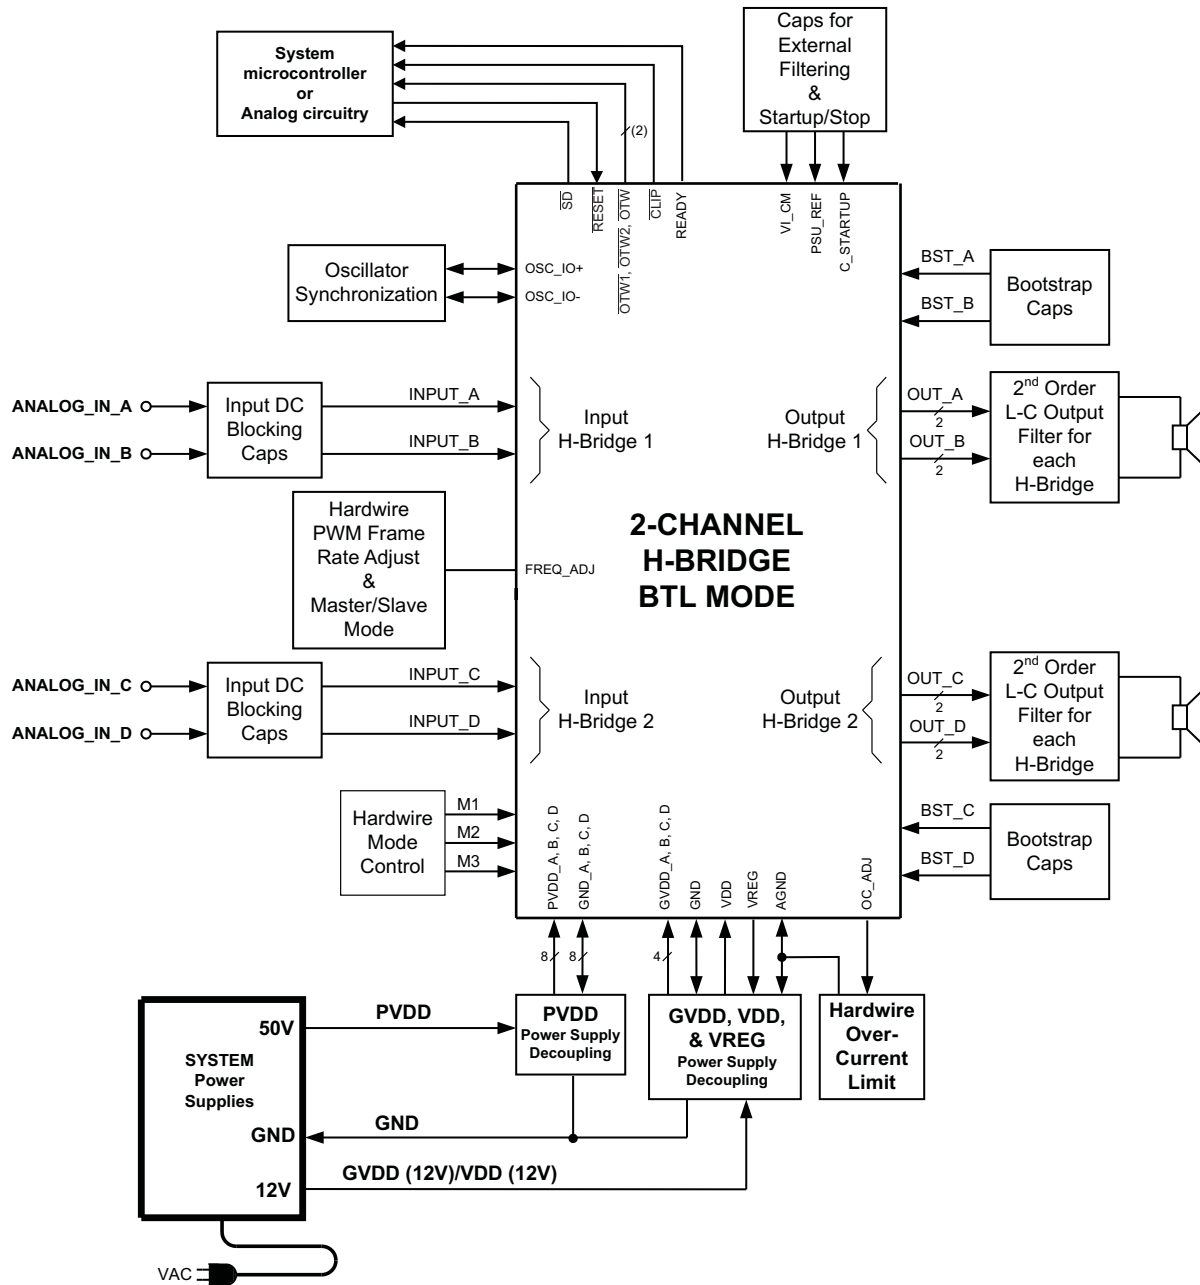 System
microcontroller
or
Analog circuitry
Caps for
External
Filtering
&
Startup/Stop
(2)
SD
RESET
OTW1, OTW2, OTW
CLIP
READY
VI_CM
PSU_REF
C_STARTUP
Oscillator
Synchronization
OSC_IO+
OSC_IO-
BST_A
BST_B
Bootstrap
Caps
ANALOG_IN_A
ANALOG_IN_B
Input DC
Blocking
Caps
INPUT_A
INPUT_B
Input
H-Bridge 1
Output
H-Bridge 1
OUT_A
2
OUT_B
2
2nd Order
L-C Output
Filter for
each
H-Bridge
Hardwire
PWM Frame
Rate Adjust
&
Master/Slave
Mode
FREQ_ADJ
2-CHANNEL
H-BRIDGE
BTL MODE
ANALOG_IN_C
ANALOG_IN_D
Input DC
Blocking
Caps
INPUT_C
INPUT_D
Input
H-Bridge 2
Output
H-Bridge 2
OUT_C
2
OUT_D
2
2nd Order
L-C Output
Filter for
each
H-Bridge
Hardwire
Mode
Control
M1
M2
M3
PVDD_A, B, C, D
GND_A, B, C, D
GVDD_A, B, C, D
GND
VDD
VREG
AGND
OC_ADJ
BST_C
BST_D
Bootstrap
Caps
8
8
4
PVDD
Power Supply
Decoupling
GVDD, VDD,
& VREG
Power Supply
Decoupling
Hardwire
Over-
Current
Limit
50V
SYSTEM
Power
Supplies
GND
12V
PVDD
GND
GVDD (12V)/VDD (12V)
VAC